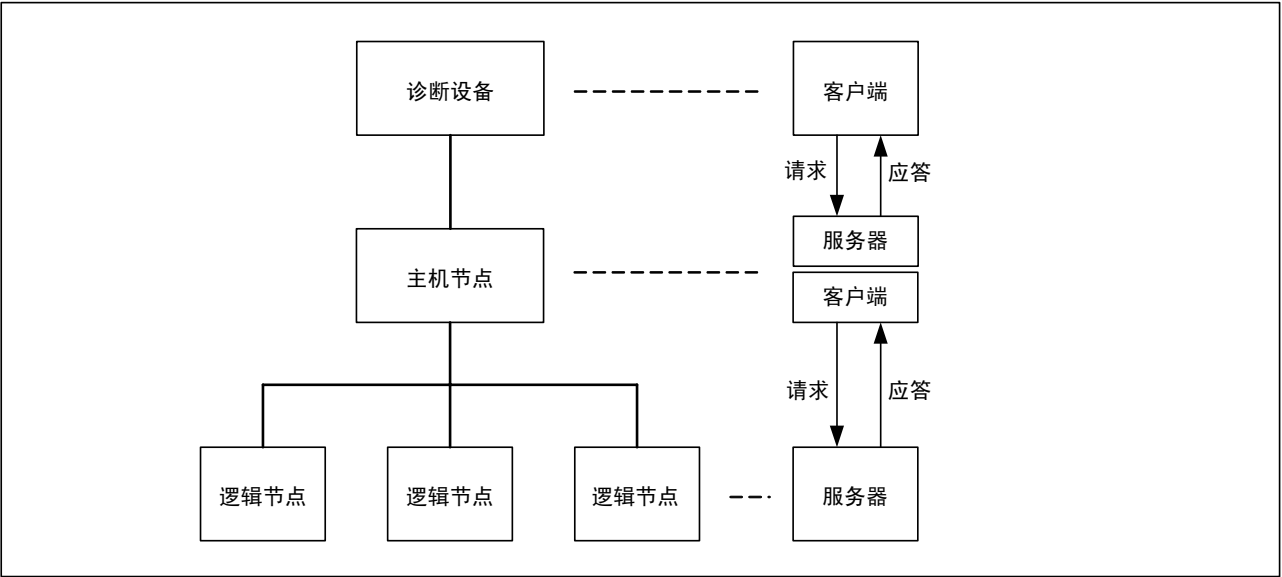 诊断设备
客户端
请求
应答
服务器
主机节点
客户端
请求
应答
逻辑节点
逻辑节点
逻辑节点
服务器